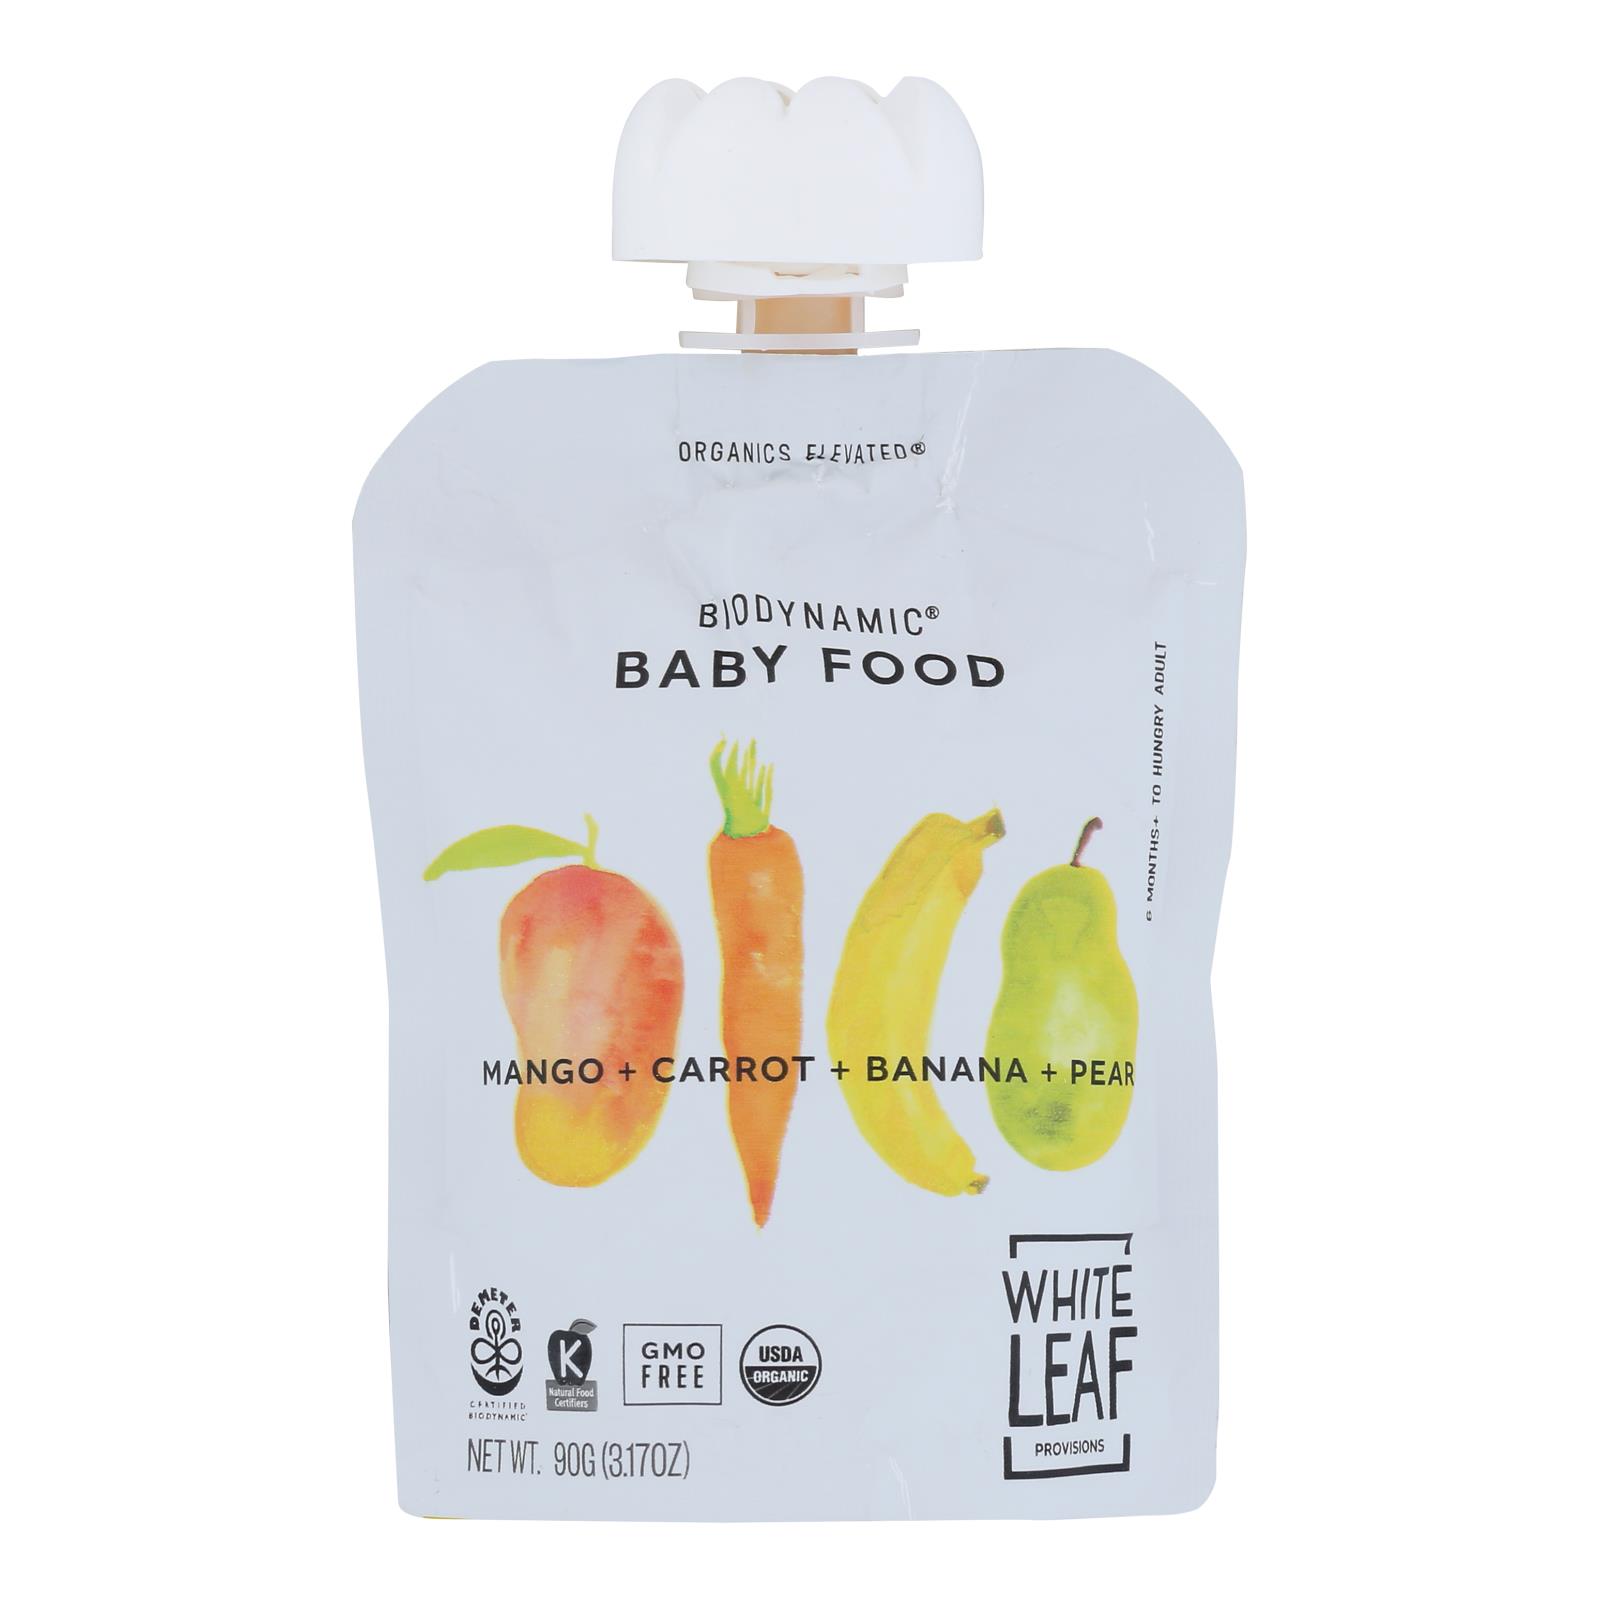 ORGANICS ELEVATED®
BIODYNAMIC®
BABY FOOD
6 MONTHS+ TO HUNGRY ADULT
MANGO + CARROT + BANANA + PEAR
DEMETER
CERTIFIED
BIODYNAMIC®
K
Natural Food
Certifiers
GMO
FREE
USDA
ORGANIC
NET WT. 90G (3.17OZ)
WHITE
LEAF
PROVISIONS